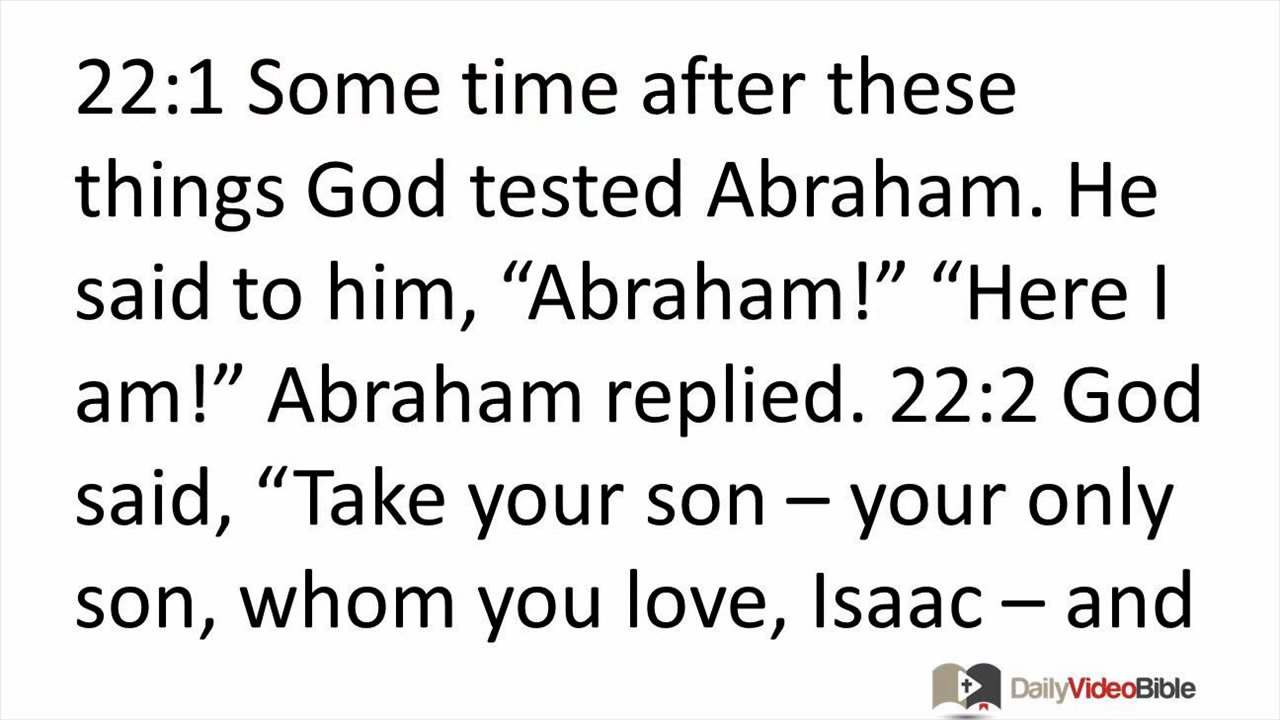 22:1 Some time after these
things God tested Abraham. He
said to him, “Abraham!” “Here I
am!” Abraham replied. 22:2 God
said, “Take your son – your only
son, whom you love, Isaac – and
DailyVideoBible